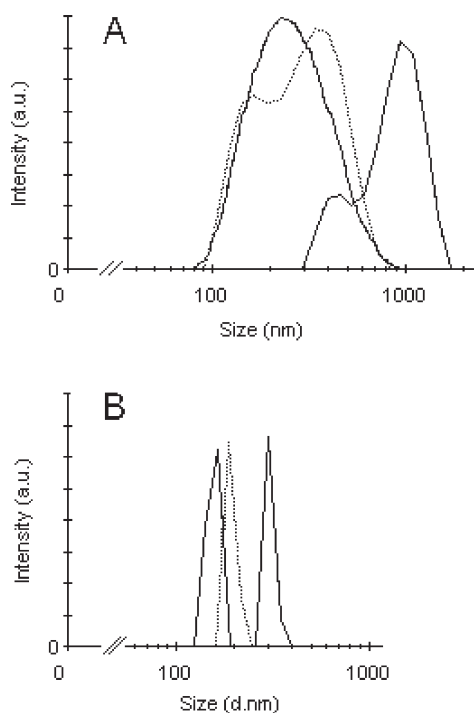 A
Intensity (a.u.)
0
0 100 1000
Size (nm)
B
Intensity (a.u.)
0
0 100 1000
Size (d.nm)